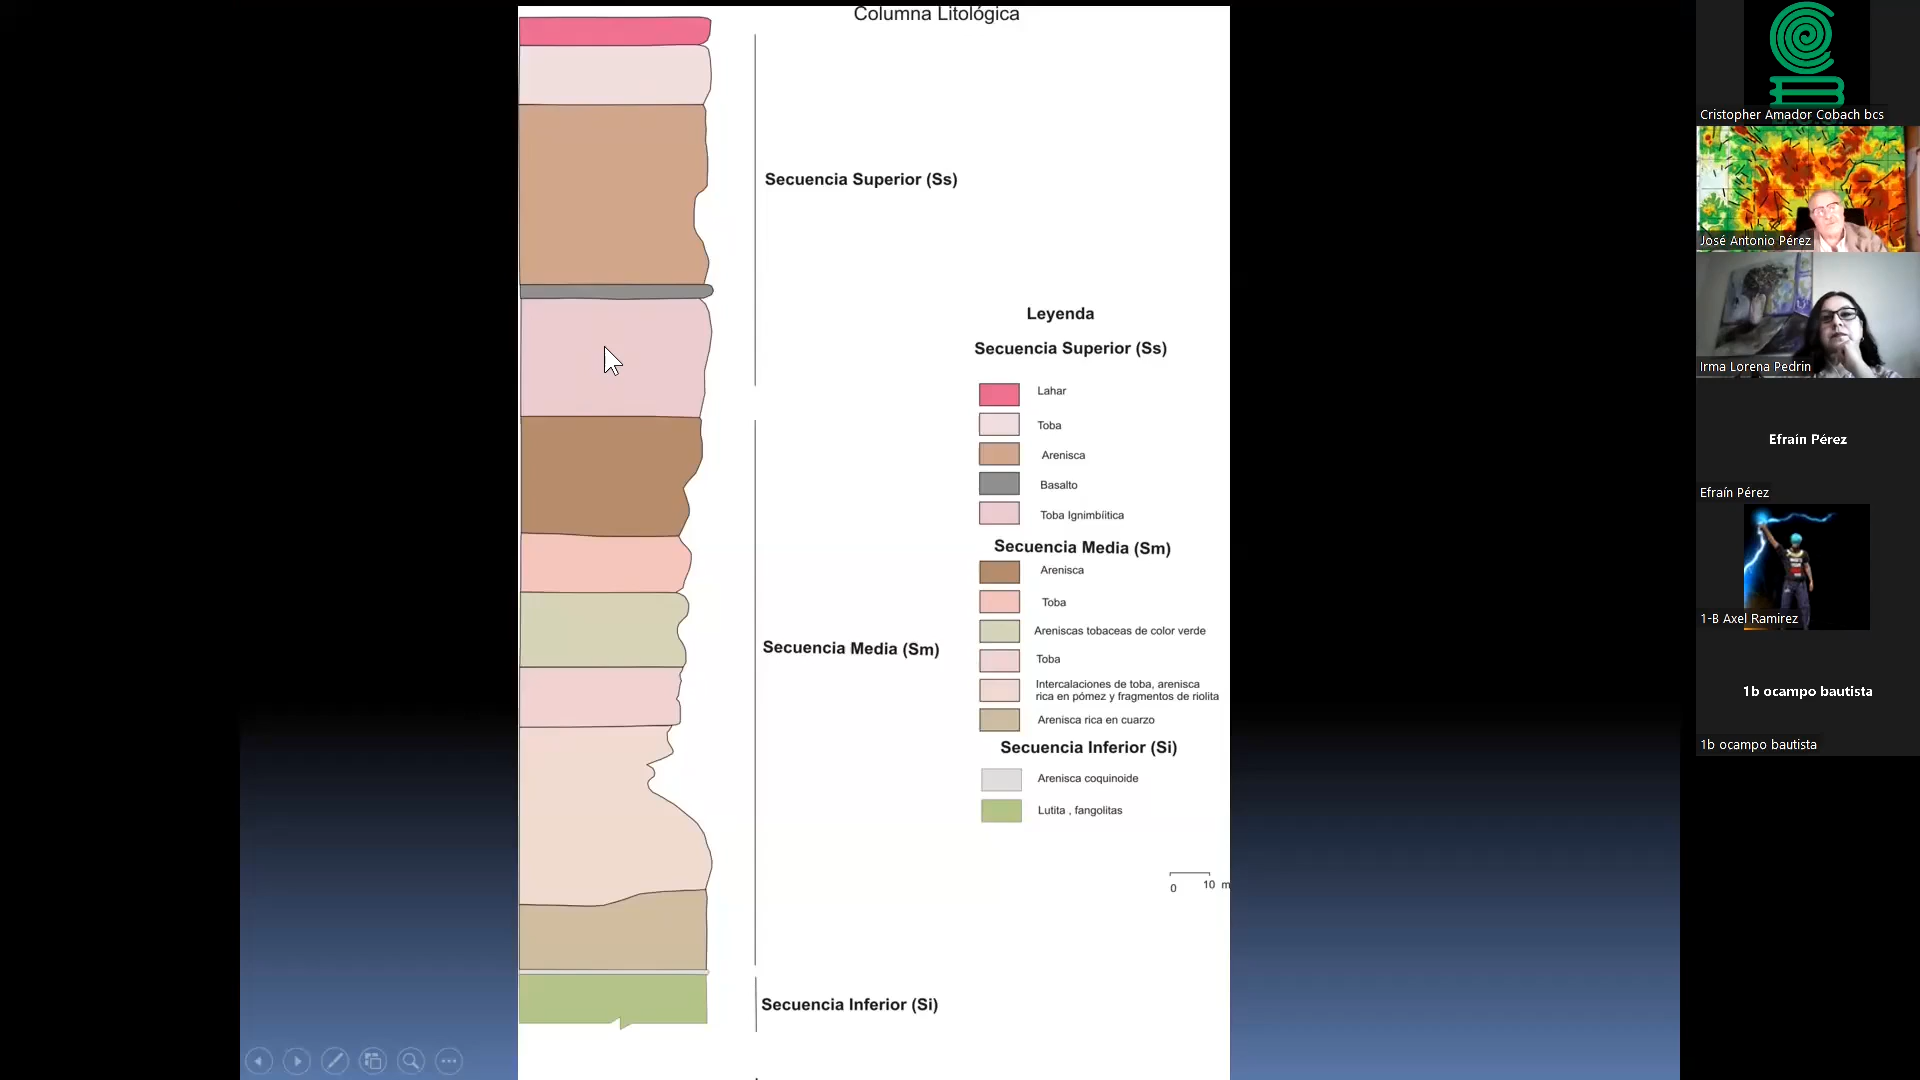 Columna Litológica
Secuencia Superior (Ss)
Leyenda
Secuencia Superior (Ss)
Lahar
Toba
Arenisca
Basalto
Toba Ignimbíitica
Secuencia Media (Sm)
Arenisca
Toba
Areniscas tobaceas de color verde
Toba
Intercalaciones de toba, arenisca
rica en pómez y fragmentos de riolita
Arenisca rica en cuarzo
Secuencia Media (Sm)
Secuencia Inferior (Si)
Arenisca coquinoide
Lutita , fangolitas
0 10 m
Secuencia Inferior (Si)
Cristopher Amador Cobach bcs
José Antonio Pérez
Irma Lorena Pedrin
Efraín Pérez
Efraín Pérez
1-B Axel Ramirez
1b ocampo bautista
1b ocampo bautista